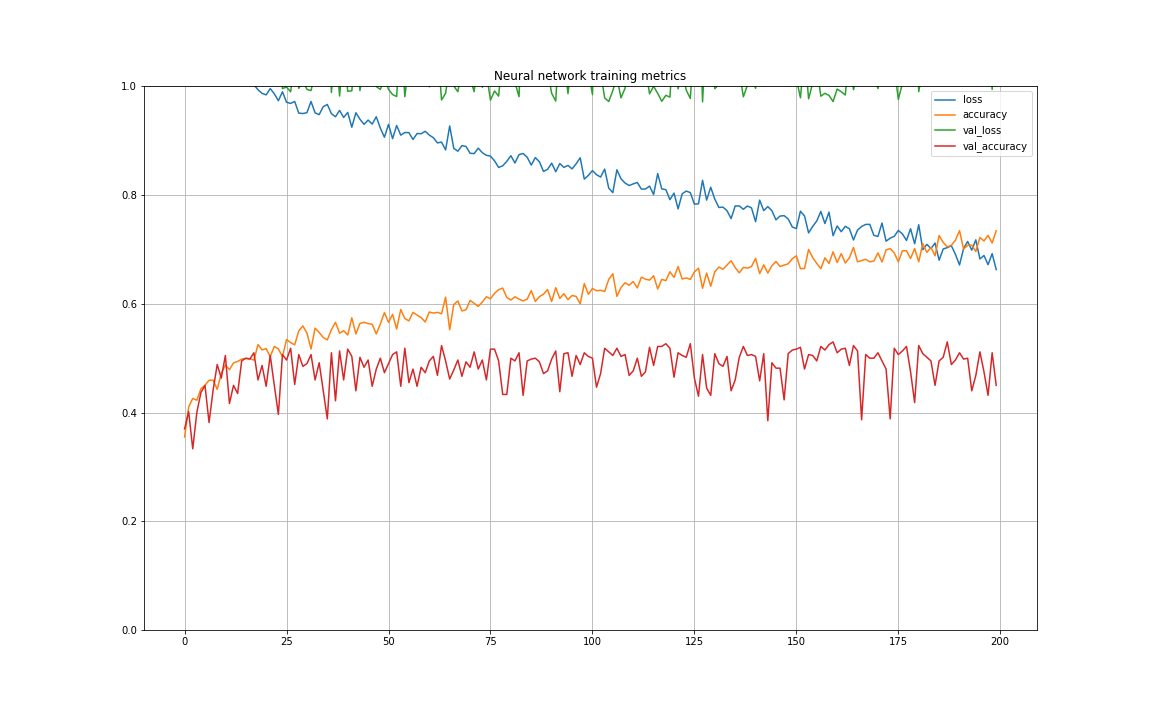 Neural network training metrics
1.0
0.8
0.6
0.4
0.2
0.0
loss
accuracy
val_loss
val_accuracy
0 25 50 75 100 125 150 175 200